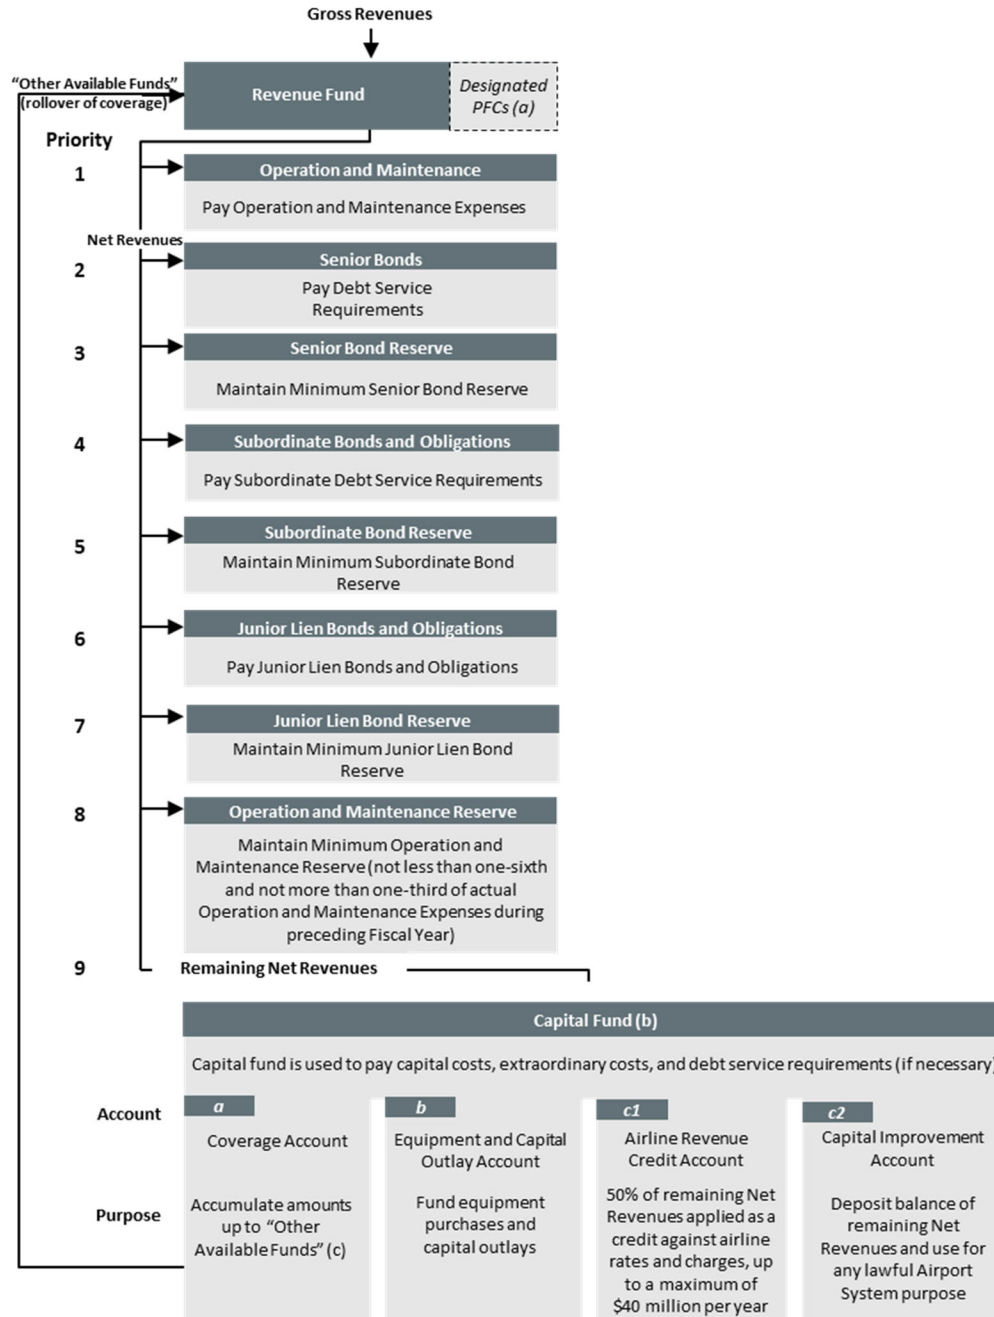 Gross Revenues
"Other Available Funds"
(rollover of coverage)
Revenue Fund
Designated
PFCs (a)
Priority
1
Operation and Maintenance
Pay Operation and Maintenance Expenses
Net Revenues
2
Senior Bonds
Pay Debt Service
Requirements
3
Senior Bond Reserve
Maintain Minimum Senior Bond Reserve
4
Subordinate Bonds and Obligations
Pay Subordinate Debt Service Requirements
5
Subordinate Bond Reserve
Maintain Minimum Subordinate Bond
Reserve
6
Junior Lien Bonds and Obligations
Pay Junior Lien Bonds and Obligations
7
Junior Lien Bond Reserve
Maintain Minimum Junior Lien Bond
Reserve
8
Operation and Maintenance Reserve
Maintain Minimum Operation and
Maintenance Reserve (not less than one-sixth
and not more than one-third of actual
Operation and Maintenance Expenses during
preceding Fiscal Year)
9
Remaining Net Revenues
Capital Fund (b)
Capital fund is used to pay capital costs, extraordinary costs, and debt service requirements (if necessary)
Account
a
Coverage Account
b
Equipment and Capital
Outlay Account
c1
Airline Revenue
Credit Account
c2
Capital Improvement
Account
Purpose
Accumulate amounts
up to "Other
Available Funds" (c)
Fund equipment
purchases and
capital outlays
50% of remaining Net
Revenues applied as a
credit against airline
rates and charges, up
to a maximum of
$40 million per year
Deposit balance of
remaining Net
Revenues and use for
any lawful Airport
System purpose